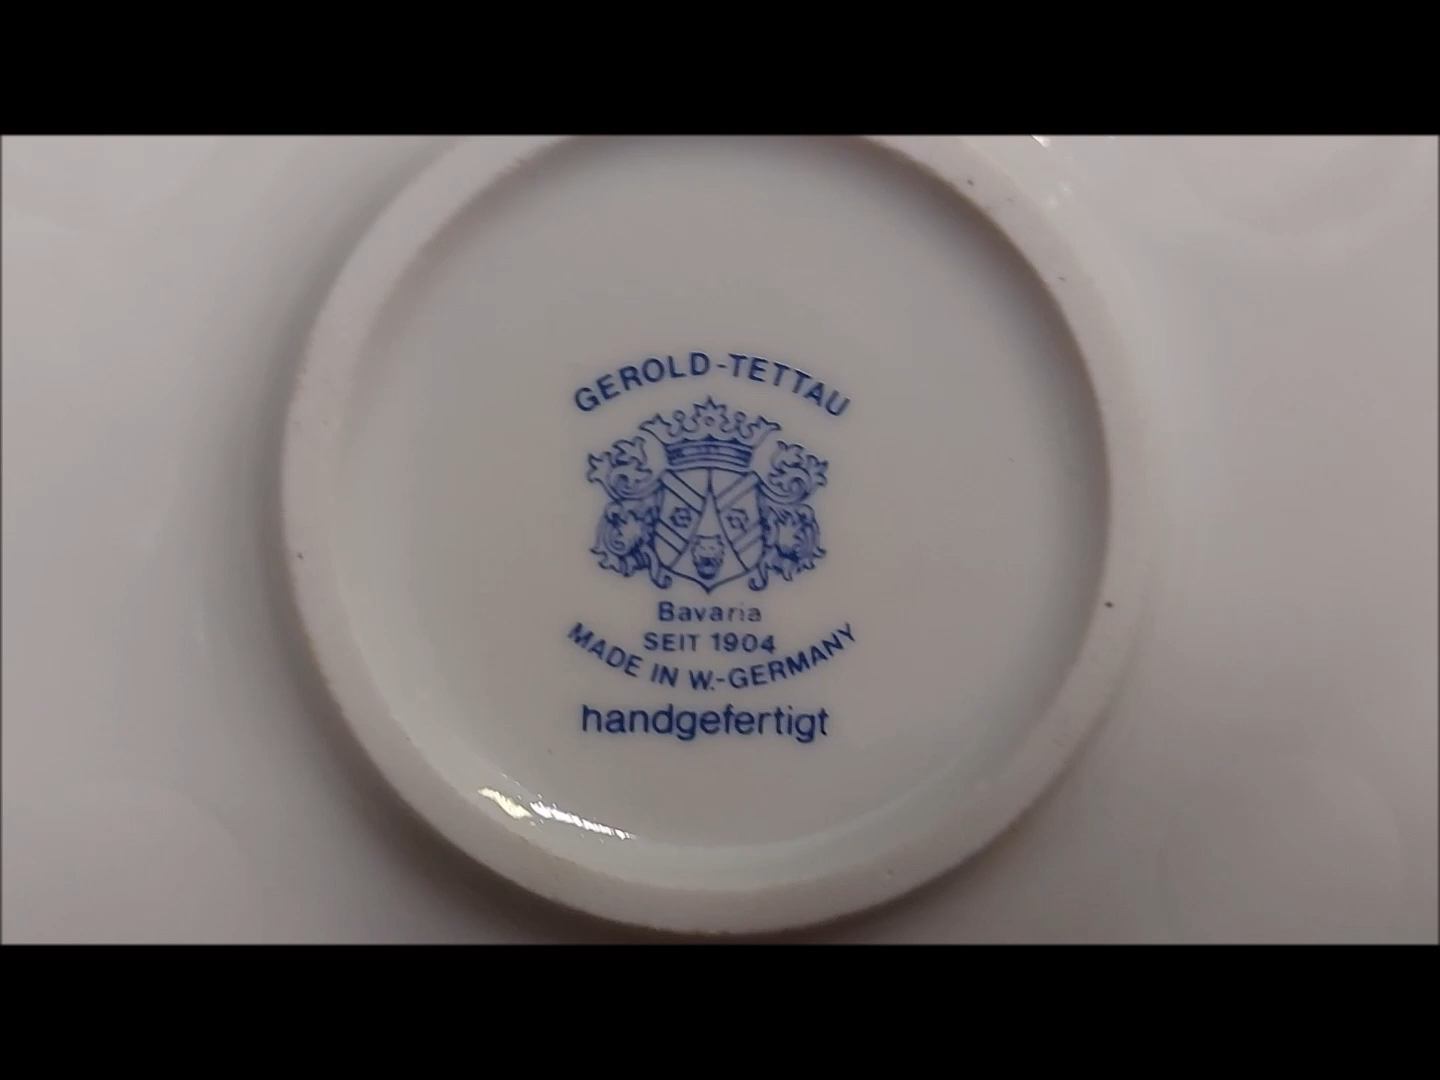 GEROLD-TETTAU
Bavaria
SEIT 1904
MADE IN W.-GERMANY
handgefertigt